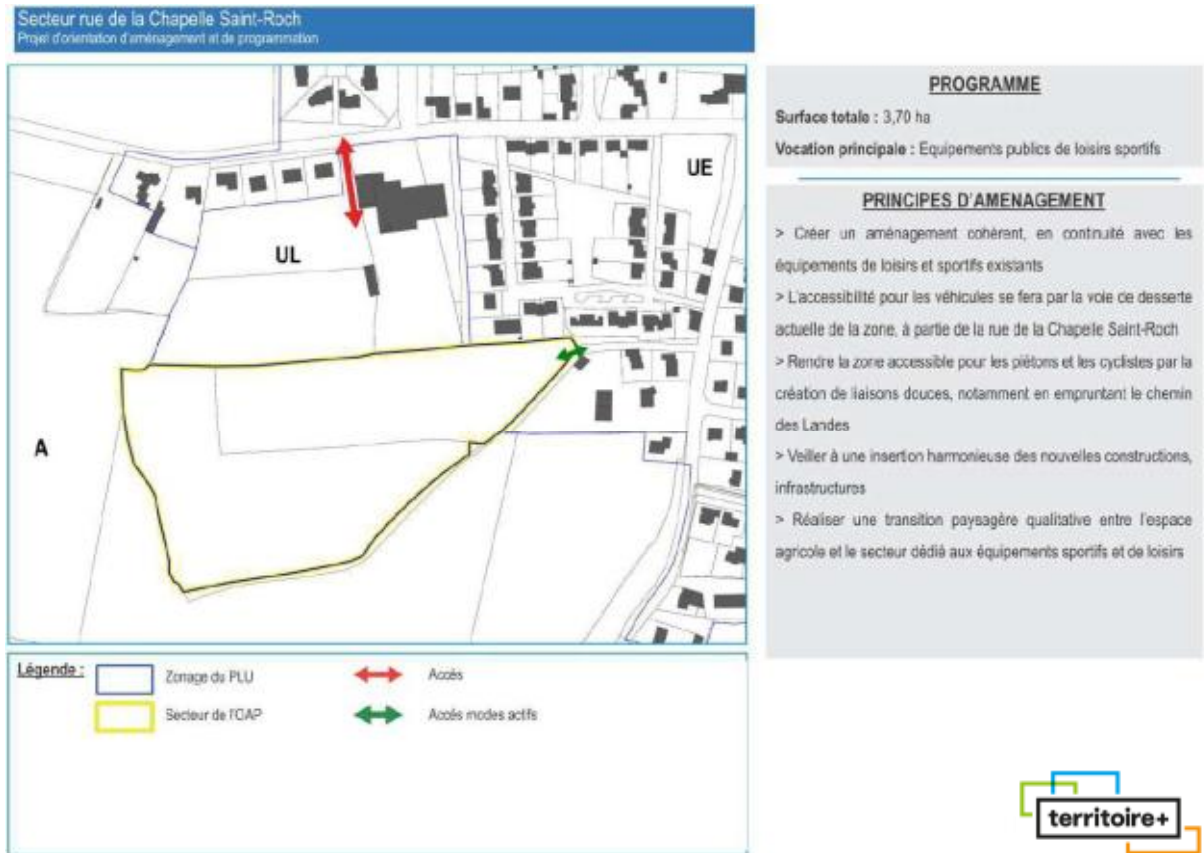 Secteur rue de la Chapelle Saint-Roch
Projet d'orientation d'aménagement et de programmation
UE
UL
A
PROGRAMME
Surface totale : 3,70 ha
Vocation principale : Equipements publics de loisirs sportifs
PRINCIPES D'AMENAGEMENT
> Créer un aménagement cohérent, en continuité avec les
équipements de loisirs et sportifs existants
> L'accessibilité pour les véhicules se fera par la voie de desserte
actuelle de la zone, à partie de la rue de la Chapelle Saint-Roch
> Rendre la zone accessible pour les piétons et les cyclistes par la
création de liaisons douces, notamment en empruntant le chemin
des Landes
> Veiller à une insertion harmonieuse des nouvelles constructions,
infrastructures
> Réaliser une transition paysagère qualitative entre l'espace
agricole et le secteur dédié aux équipements sportifs et de loisirs
Légende :
Zonage du PLU
Accès
Secteur de l'OAP
Accès modes actifs
territoire+